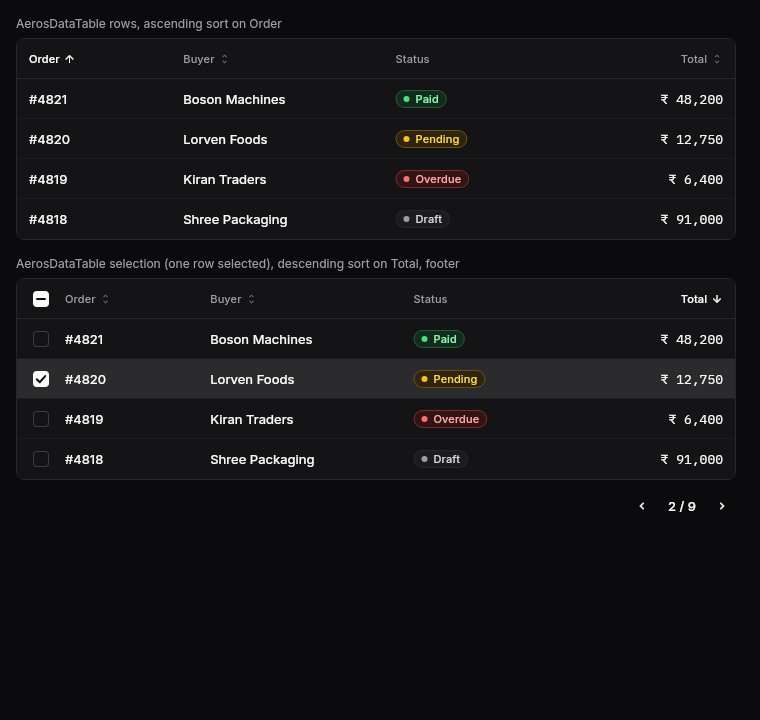 AerosDataTable rows, ascending sort on Order
Order Buyer Status Total
#4821 Boson Machines Paid ₹ 48,200
#4820 Lorven Foods Pending ₹ 12,750
#4819 Kiran Traders Overdue ₹ 6,400
#4818 Shree Packaging Draft ₹ 91,000
AerosDataTable selection (one row selected), descending sort on Total, footer
Order Buyer Status Total
#4821 Boson Machines Paid ₹ 48,200
#4820 Lorven Foods Pending ₹ 12,750
#4819 Kiran Traders Overdue ₹ 6,400
#4818 Shree Packaging Draft ₹ 91,000
2 / 9